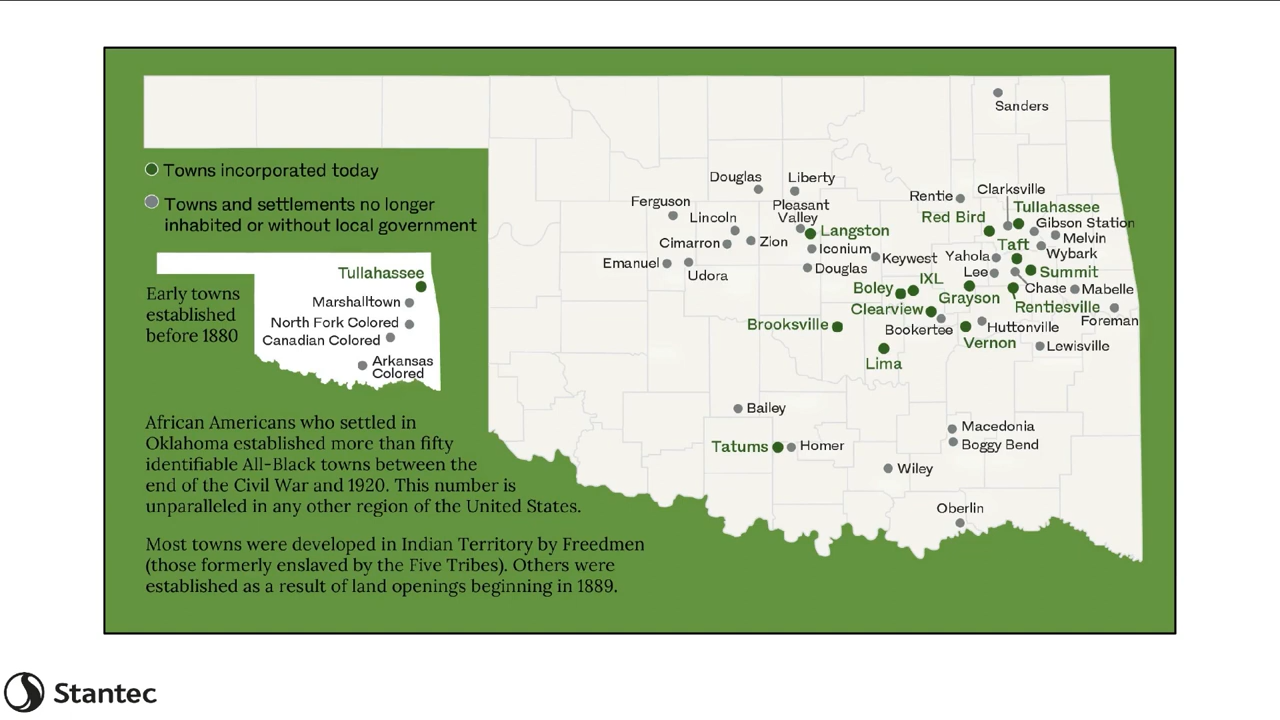 Sanders
Towns incorporated today
Towns and settlements no longer
inhabited or without local government
Douglas
Liberty
Ferguson
Pleasant
Valley
Lincoln
Langston
Cimarron
Zion
Iconium
Emanuel
Udora
Douglas
Keywest
Rentie
Clarksville
Red Bird
Tullahassee
Gibson Station
Melvin
Taft
Wybark
Yahola
Lee
Summit
Chase
Mabelle
Boley
IXL
Grayson
Rentiesville
Foreman
Clearview
Bookertee
Huttonville
Brooksville
Vernon
Lewisville
Lima
Tullahassee
Early towns
established
before 1880
Marshalltown
North Fork Colored
Canadian Colored
Arkansas
Colored
Bailey
Tatums
Homer
Macedonia
Boggy Bend
Wiley
Oberlin
African Americans who settled in
Oklahoma established more than fifty
identifiable All-Black towns between the
end of the Civil War and 1920. This number is
unparalleled in any other region of the United States.
Most towns were developed in Indian Territory by Freedmen
(those formerly enslaved by the Five Tribes). Others were
established as a result of land openings beginning in 1889.
Stantec